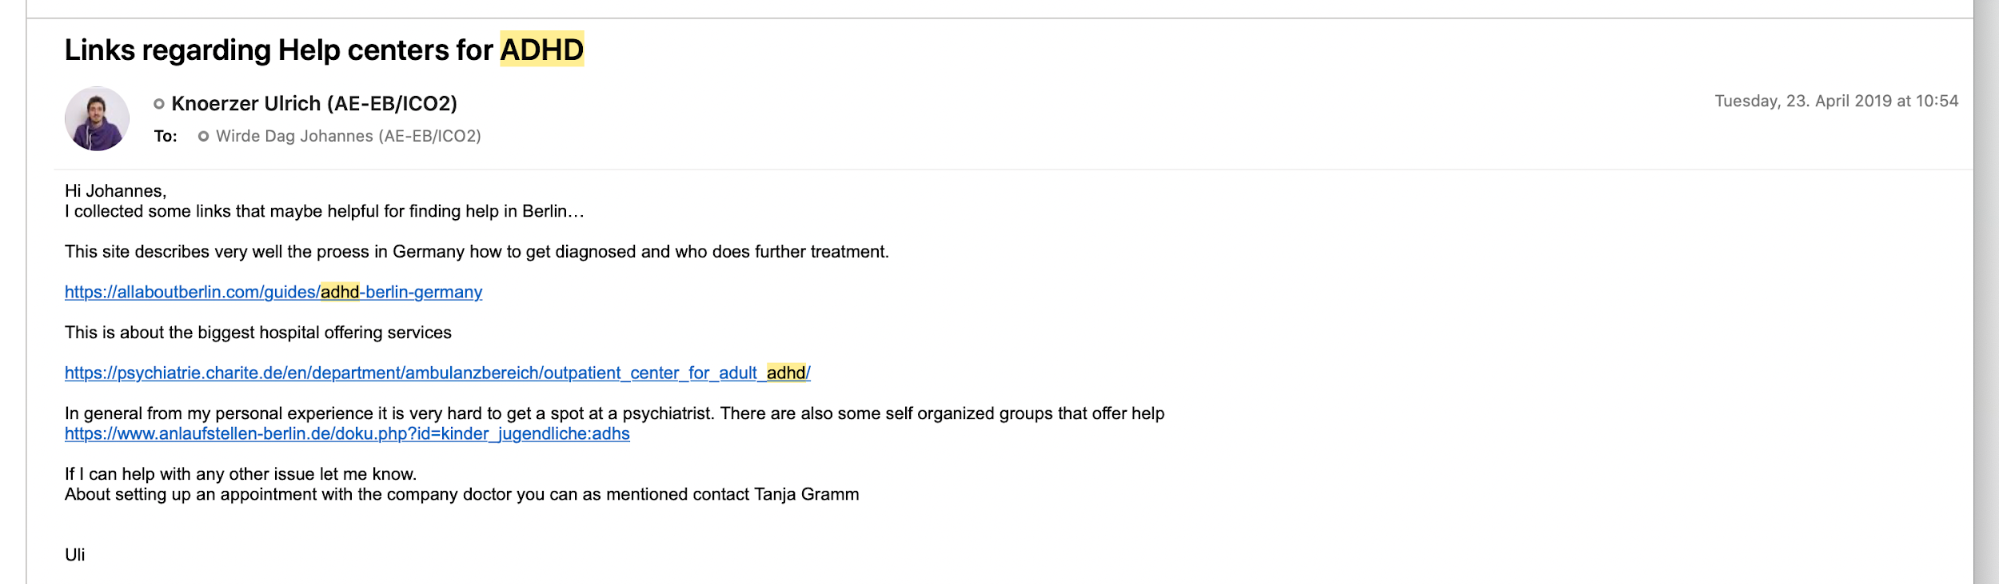 Links regarding Help centers for ADHD
Knoerzer Ulrich (AE-EB/ICO2)
Tuesday, 23. April 2019 at 10:54
To: Wirde Dag Johannes (AE-EB/ICO2)
Hi Johannes,
I collected some links that maybe helpful for finding help in Berlin…
This site describes very well the proess in Germany how to get diagnosed and who does further treatment.
https://allaboutberlin.com/guides/adhd-berlin-germany
This is about the biggest hospital offering services
https://psychiatrie.charite.de/en/department/ambulanzbereich/outpatient_center_for_adult_adhd/
In general from my personal experience it is very hard to get a spot at a psychiatrist. There are also some self organized groups that offer help
https://www.anlaufstellen-berlin.de/doku.php?id=kinder_jugendliche:adhs
If I can help with any other issue let me know.
About setting up an appointment with the company doctor you can as mentioned contact Tanja Gramm
Uli